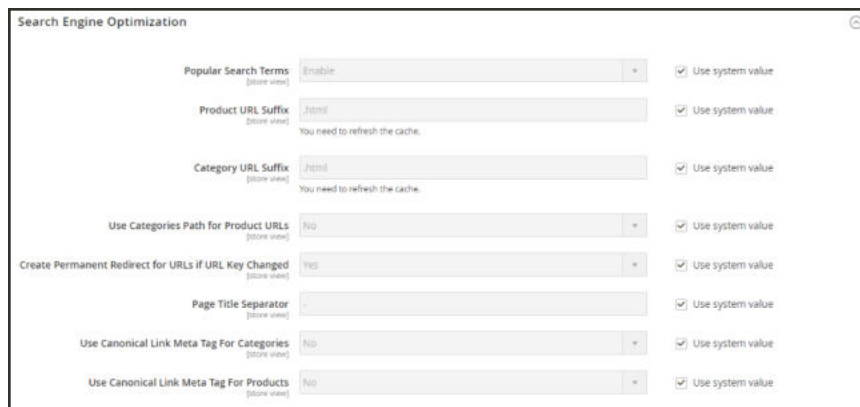 Search Engine Optimization
Popular Search Terms Enable Use system value
[store view]
Product URL Suffix .html Use system value
[store view] You need to refresh the cache.
Category URL Suffix .html Use system value
[store view] You need to refresh the cache.
Use Categories Path for Product URLs No Use system value
[store view]
Create Permanent Redirect for URLs if URL Key Changed Yes Use system value
[store view]
Page Title Separator - Use system value
[store view]
Use Canonical Link Meta Tag For Categories No Use system value
[store view]
Use Canonical Link Meta Tag For Products No Use system value
[store view]